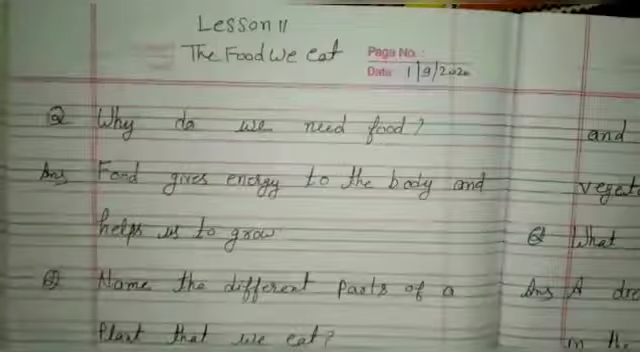 Lesson 11
The Food We eat
Page No.:
Date: 1/9/2020
Q Why do we need food?
Ans Food gives energy to the body and
helps us to grow.
Q Name the different parts of a
Plant that we eat?
and
Q What
Ans A
in the